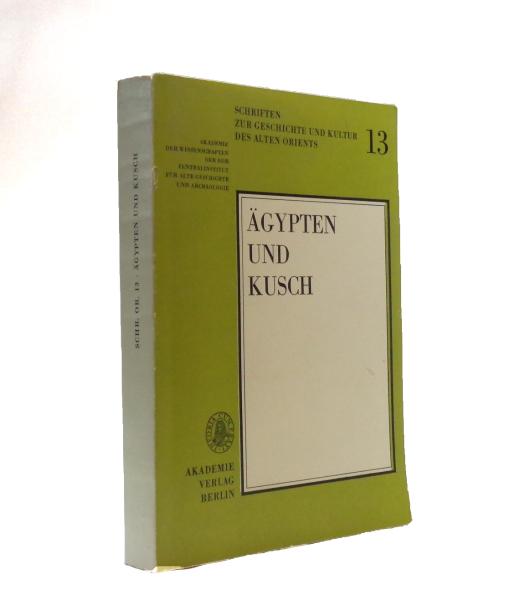 SCHRIFTEN
ZUR GESCHICHTE UND KULTUR
DES ALTEN ORIENTS
13
AKADEMIE
DER WISSENSCHAFTEN
DER DDR
ZENTRALINSTITUT
FÜR ALTE GESCHICHTE
UND ARCHÄOLOGIE
ÄGYPTEN
UND
KUSCH
AKADEMIE
VERLAG
BERLIN
SCHR. OR. 13 · ÄGYPTEN UND KUSCH